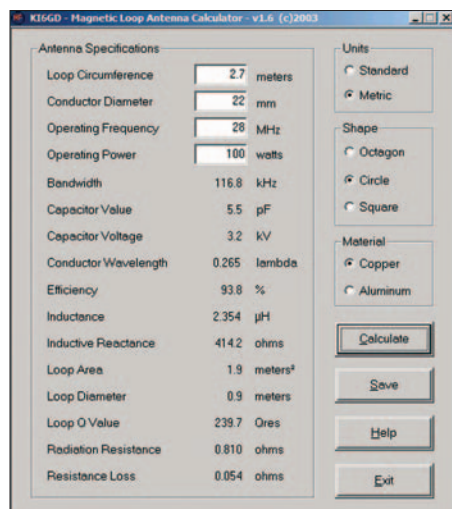 KI6GD - Magnetic Loop Antenna Calculator - v1.6 (c)2003
Antenna Specifications
Loop Circumference 2.7 meters
Conductor Diameter 22 mm
Operating Frequency 28 MHz
Operating Power 100 watts
Bandwidth 116.8 kHz
Capacitor Value 5.5 pF
Capacitor Voltage 3.2 kV
Conductor Wavelength 0.265 lambda
Efficiency 93.8 %
Inductance 2.354 µH
Inductive Reactance 414.2 ohms
Loop Area 1.9 meters²
Loop Diameter 0.9 meters
Loop Q Value 239.7 Qres
Radiation Resistance 0.810 ohms
Resistance Loss 0.054 ohms
Units
Standard
Metric
Shape
Octagon
Circle
Square
Material
Copper
Aluminum
Calculate
Save
Help
Exit